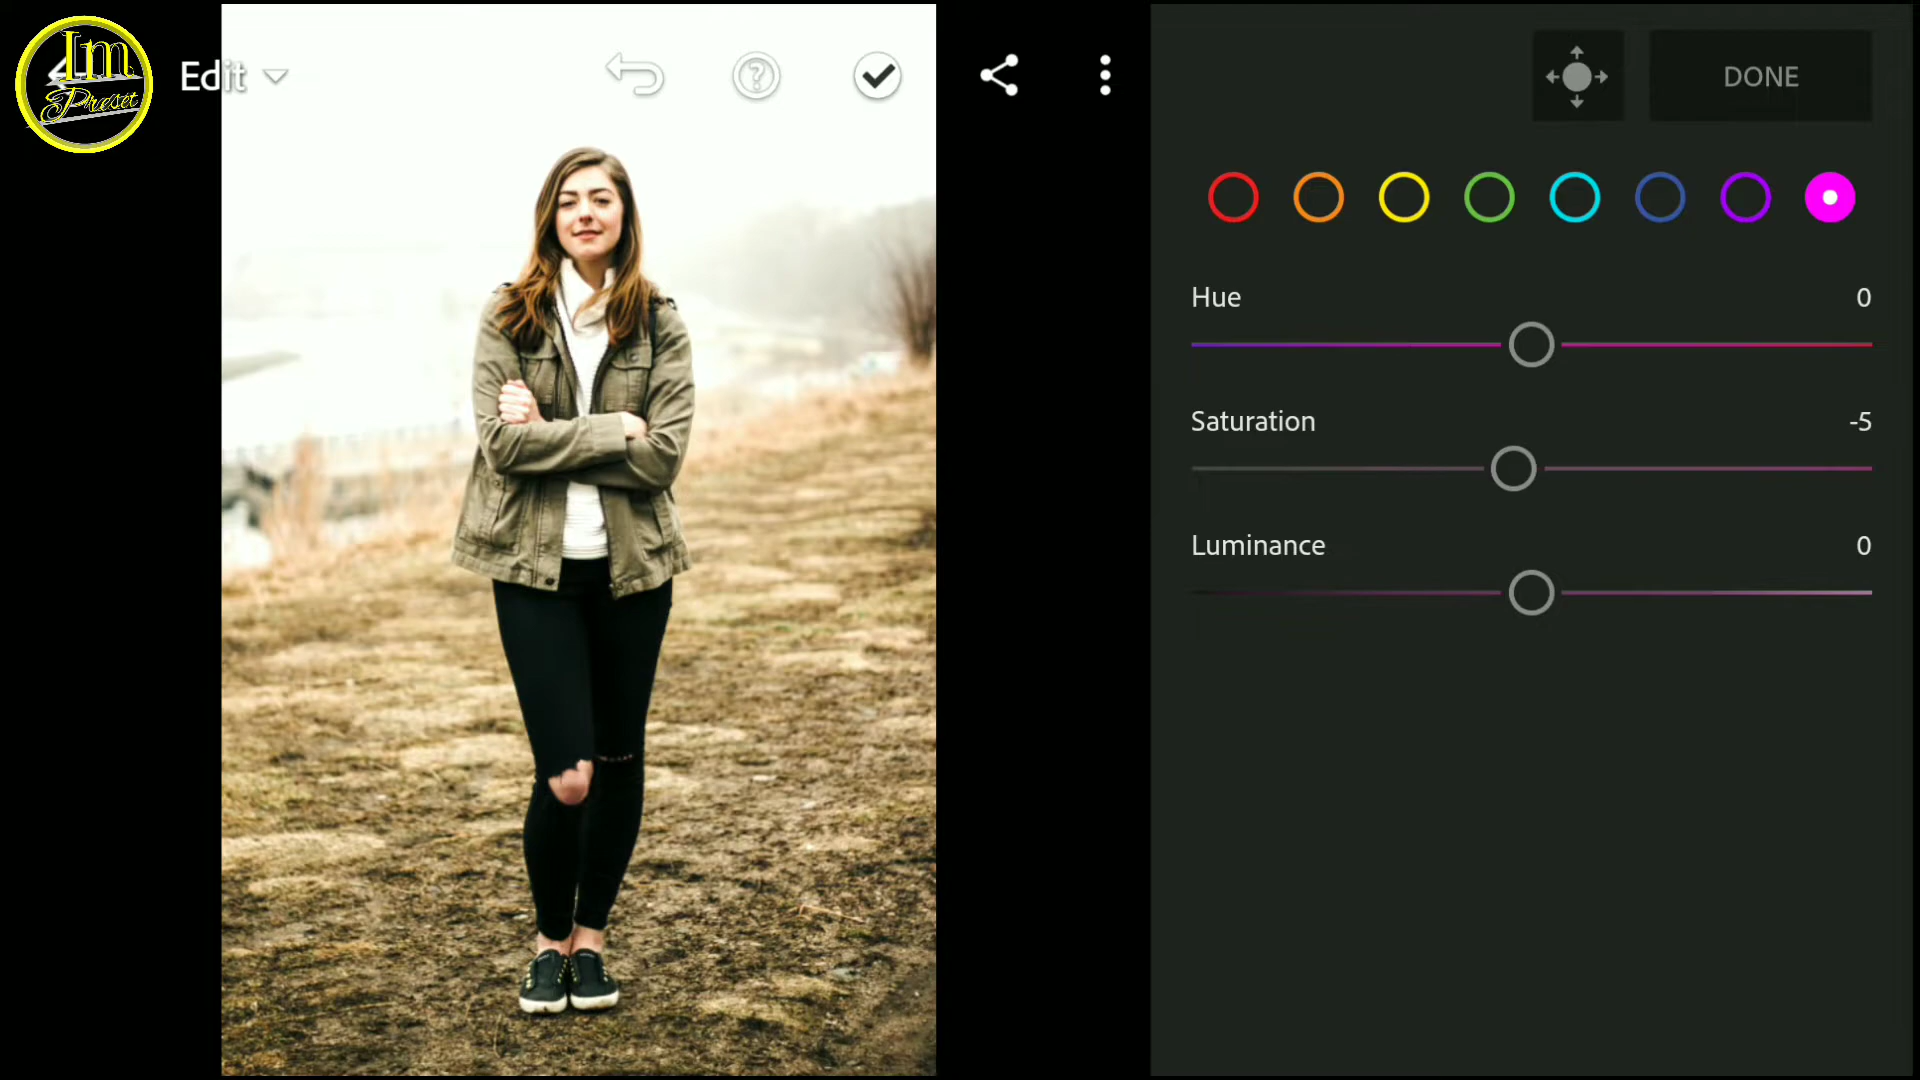 Im
Preset
Edit
DONE
Hue 0
Saturation -5
Luminance 0